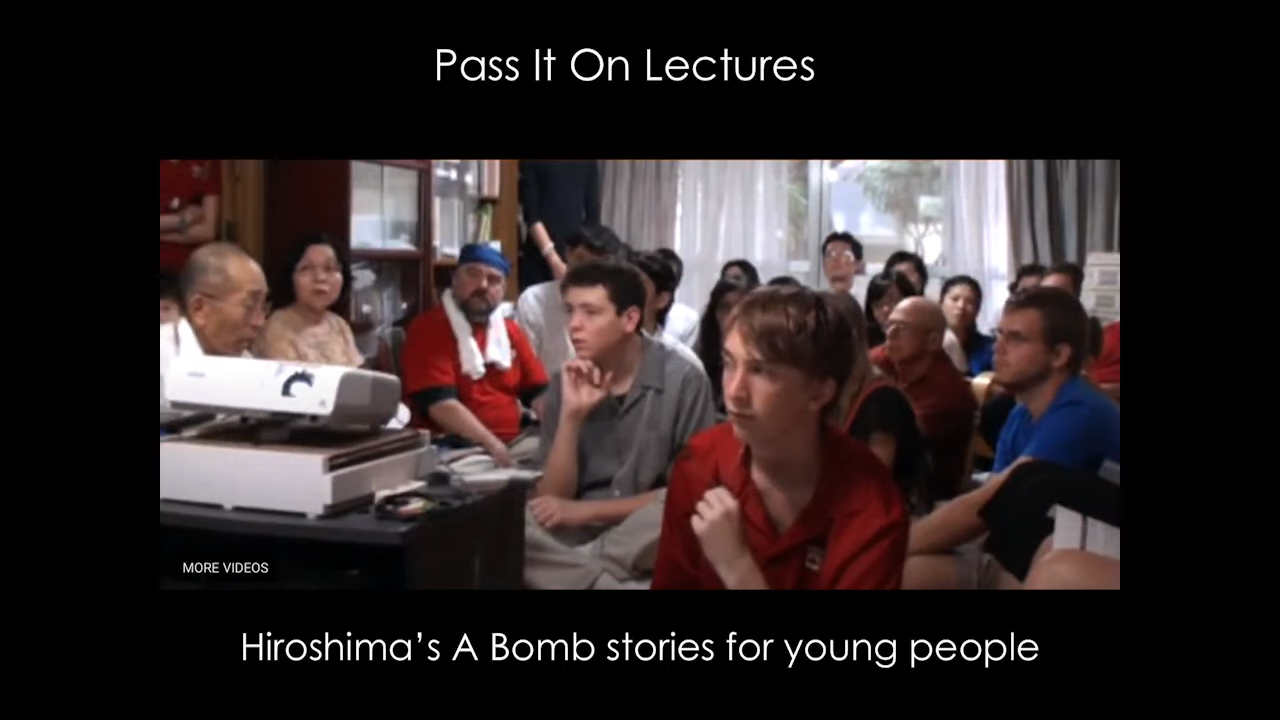 Pass It On Lectures
MORE VIDEOS
Hiroshima’s A Bomb stories for young people